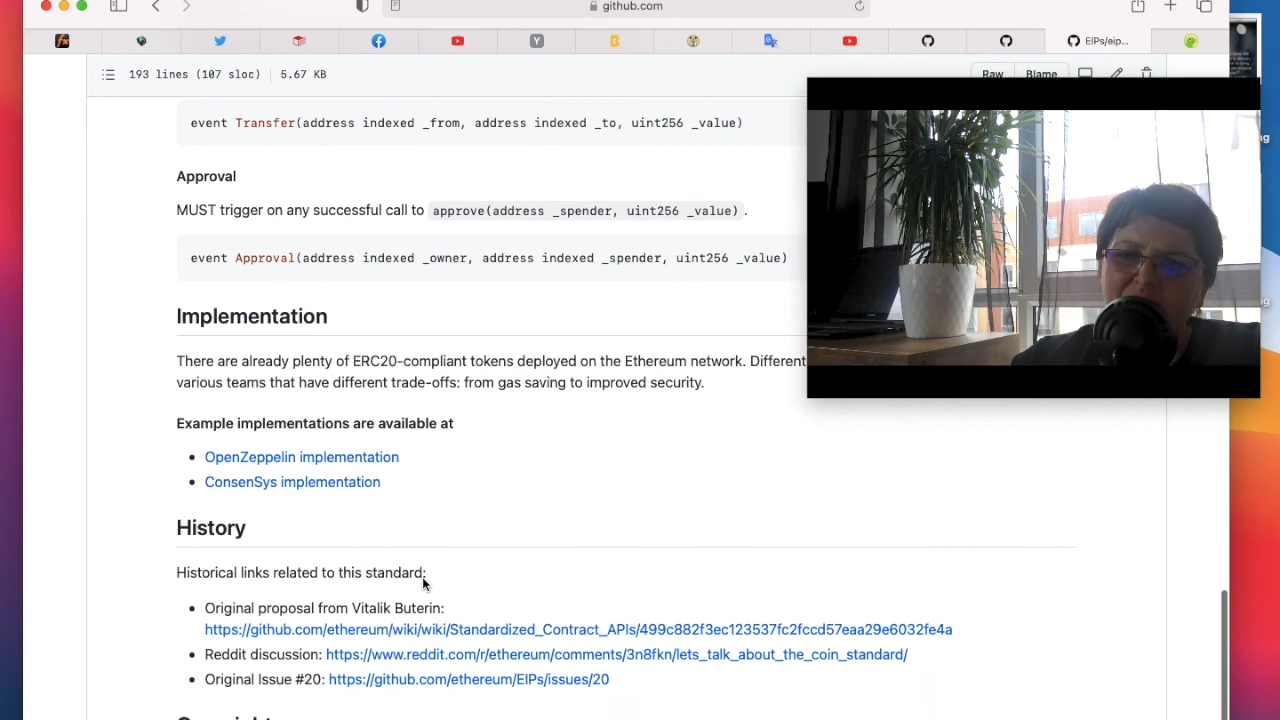 github.com
EIPs/eip...
193 lines (107 sloc) 5.67 KB
Raw Blame
event Transfer(address indexed _from, address indexed _to, uint256 _value)
Approval
MUST trigger on any successful call to approve(address _spender, uint256 _value).
event Approval(address indexed _owner, address indexed _spender, uint256 _value)
Implementation
There are already plenty of ERC20-compliant tokens deployed on the Ethereum network. Different
various teams that have different trade-offs: from gas saving to improved security.
Example implementations are available at
OpenZeppelin implementation
ConsenSys implementation
History
Historical links related to this standard:
Original proposal from Vitalik Buterin:
https://github.com/ethereum/wiki/wiki/Standardized_Contract_APIs/499c882f3ec123537fc2fccd57eaa29e6032fe4a
Reddit discussion: https://www.reddit.com/r/ethereum/comments/3n8fkn/lets_talk_about_the_coin_standard/
Original Issue #20: https://github.com/ethereum/EIPs/issues/20